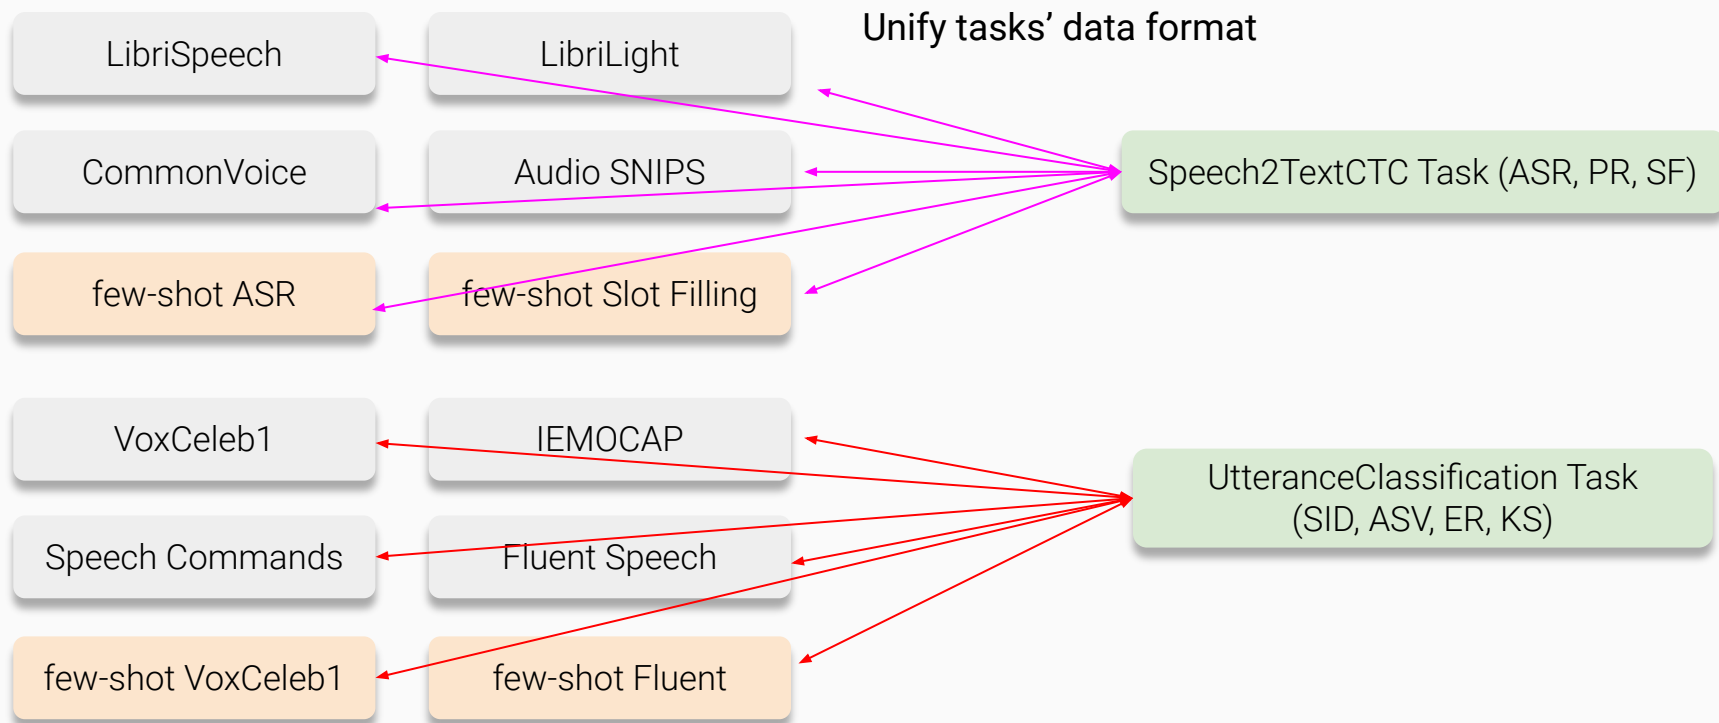 Unify tasks’ data format
LibriSpeech
LibriLight
CommonVoice
Audio SNIPS
Speech2TextCTC Task (ASR, PR, SF)
few-shot ASR
few-shot Slot Filling
VoxCeleb1
IEMOCAP
UtteranceClassification Task
(SID, ASV, ER, KS)
Speech Commands
Fluent Speech
few-shot VoxCeleb1
few-shot Fluent